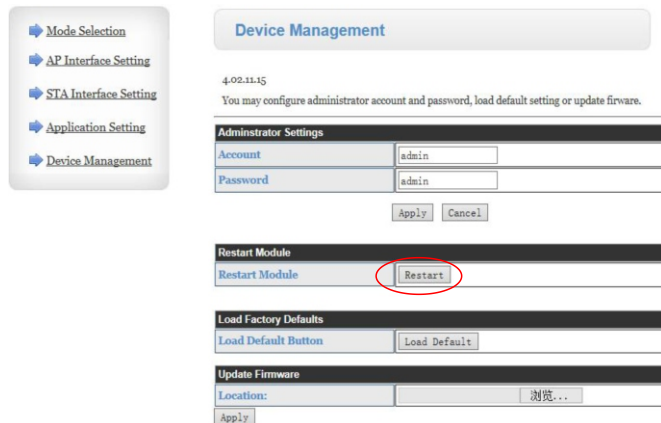 Mode Selection
AP Interface Setting
STA Interface Setting
Application Setting
Device Management
Device Management
4.02.11.15
You may configure administrator account and password, load default setting or update firware.
Adminstrator Settings
Account admin
Password admin
Apply Cancel
Restart Module
Restart Module Restart
Load Factory Defaults
Load Default Button Load Default
Update Firmware
Location: 浏览...
Apply